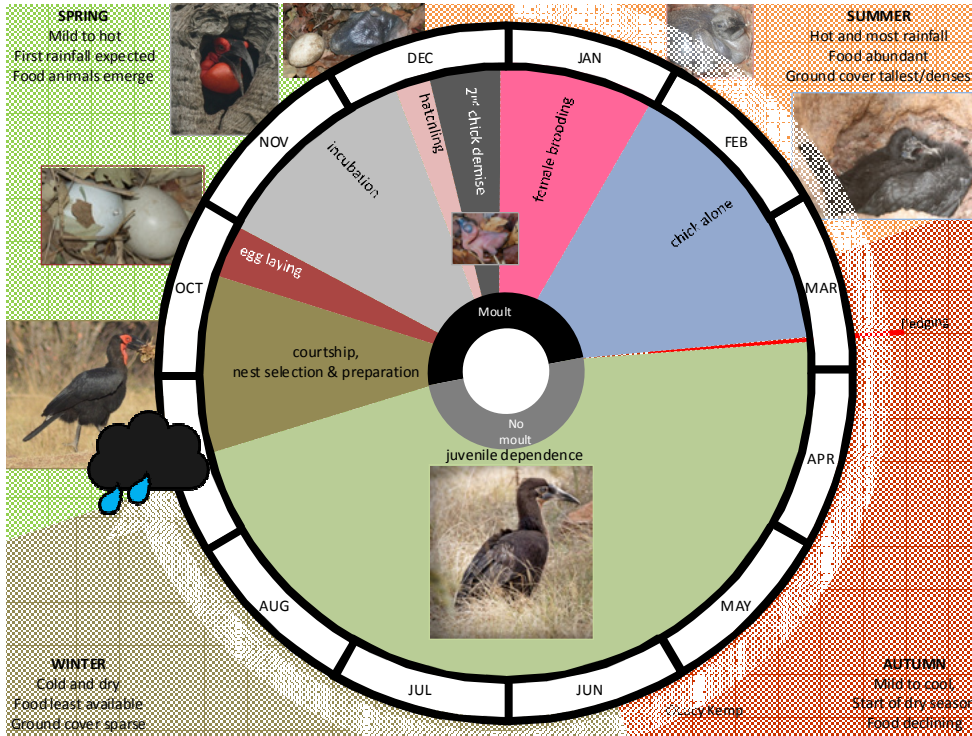 SPRING
Mild to hot
First rainfall expected
Food animals emerge
SUMMER
Hot and most rainfall
Food abundant
Ground cover tallest/denses
DEC
JAN
NOV
FEB
OCT
MAR
APR
AUG
MAY
JUL
JUN
incubation
hatchling
2nd chick demise
female brooding
chick alone
egg laying
fledging
courtship,
nest selection & preparation
Moult
No
moult
juvenile dependence
WINTER
Cold and dry
Food least available
Ground cover sparse
AUTUMN
Mild to cool,
Start of dry season
Food declining
Kemp